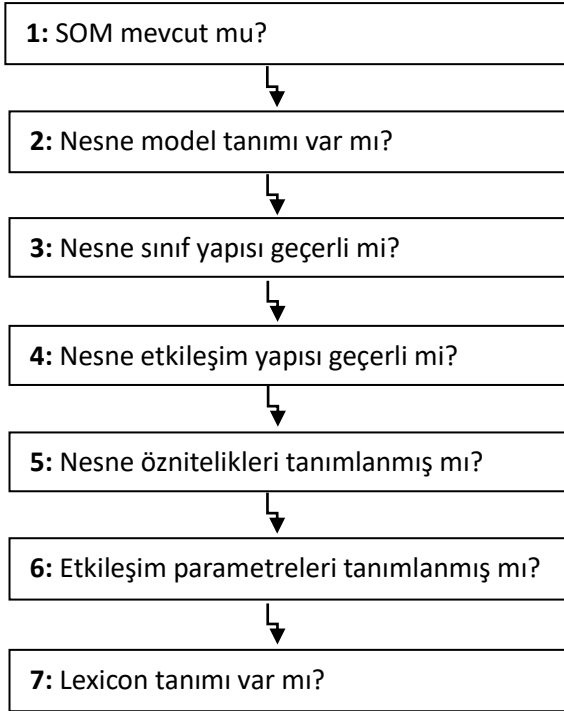 1: SOM mevcut mu?
2: Nesne model tanımı var mı?
3: Nesne sınıf yapısı geçerli mi?
4: Nesne etkileşim yapısı geçerli mi?
5: Nesne öznitelikleri tanımlanmış mı?
6: Etkileşim parametreleri tanımlanmış mı?
7: Lexicon tanımı var mı?